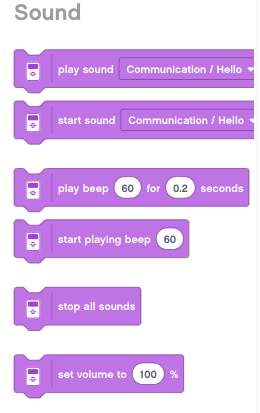 Sound
play sound Communication / Hello
start sound Communication / Hello
play beep 60 for 0.2 seconds
start playing beep 60
stop all sounds
set volume to 100 %